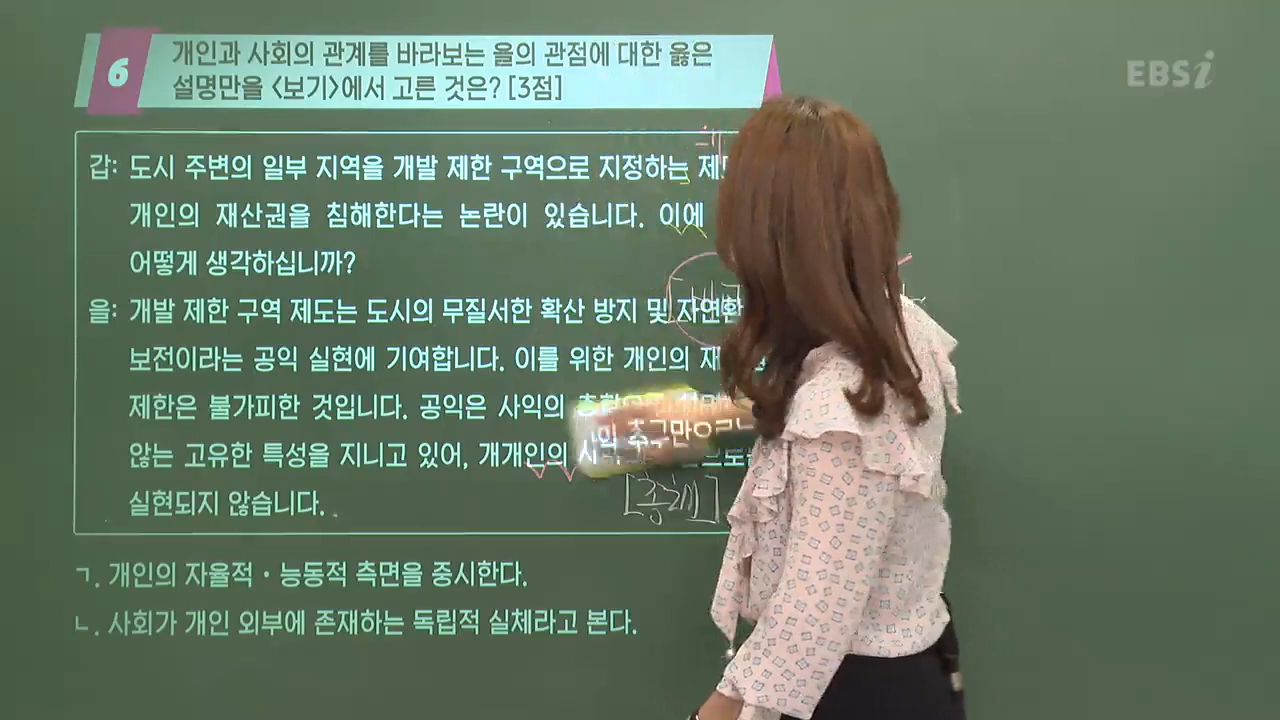 6
개인과 사회의 관계를 바라보는 을의 관점에 대한 옳은
설명만을 <보기>에서 고른 것은? [3점]
EBSi
갑: 도시 주변의 일부 지역을 개발 제한 구역으로 지정하는
개인의 재산권을 침해한다는 논란이 있습니다. 이에
어떻게 생각하십니까?
을: 개발 제한 구역 제도는 도시의 무질서한 확산 방지 및
보전이라는 공익 실현에 기여합니다. 이를 위한 개인의
제한은 불가피한 것입니다. 공익은 사익의
않는 고유한 특성을 지니고 있어, 개개인의 사익 추구만으로는
실현되지 않습니다.
ㄱ. 개인의 자율적·능동적 측면을 중시한다.
ㄴ. 사회가 개인 외부에 존재하는 독립적 실체라고 본다.